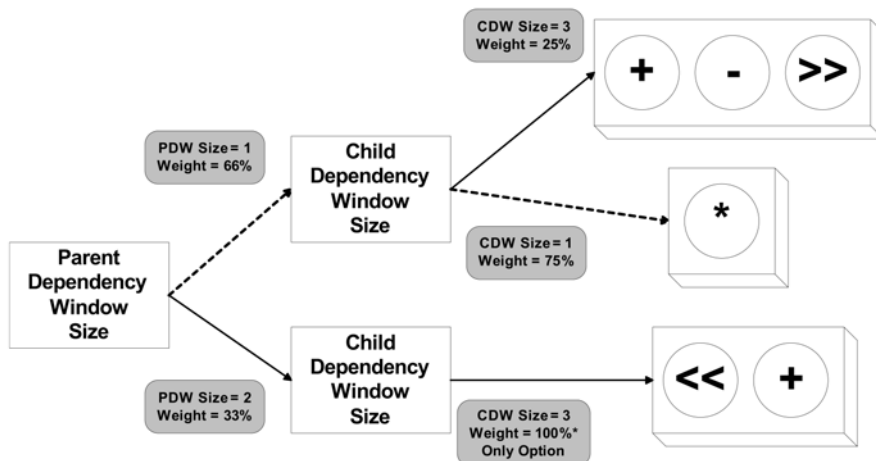 CDW Size = 3
Weight = 25%
+ - >>
PDW Size = 1
Weight = 66%
Child
Dependency
Window
Size
*
CDW Size = 1
Weight = 75%
Parent
Dependency
Window
Size
PDW Size = 2
Weight = 33%
Child
Dependency
Window
Size
CDW Size = 3
Weight = 100%*
Only Option
<< +